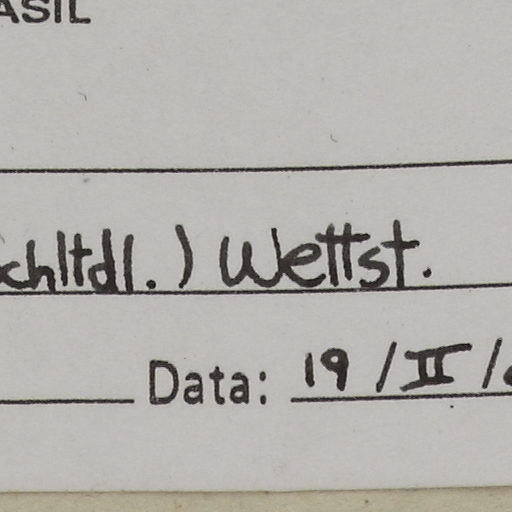 ASIL
chltdl.) Wettst.
Data: 19/II/